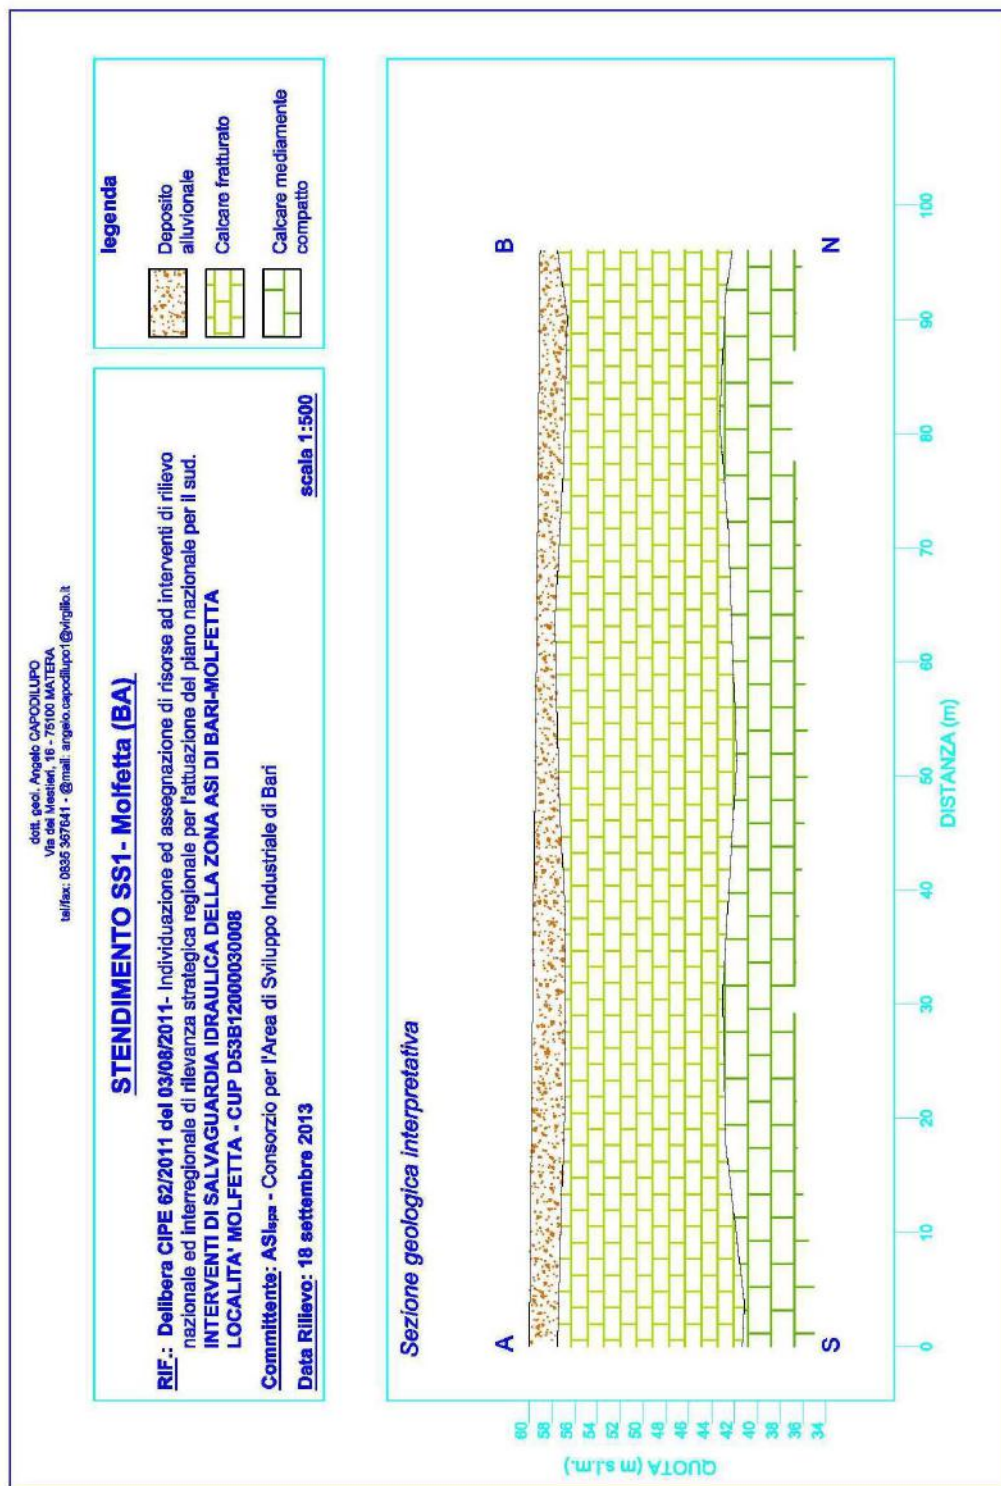 dott. geol. Angelo CAPODILUPO
Via dei Mestieri, 16 - 75100 MATERA
tel/fax: 0835 367641 - @mail: angelo.capodilupo1@virgilio.it
STENDIMENTO SS1- Molfetta (BA)
RIF.: Delibera CIPE 62/2011 del 03/08/2011- Individuazione ed assegnazione di risorse ad interventi di rilievo
nazionale ed interregionale di rilevanza strategica regionale per l'attuazione del piano nazionale per il sud.
INTERVENTI DI SALVAGUARDIA IDRAULICA DELLA ZONA ASI DI BARI-MOLFETTA
LOCALITA' MOLFETTA - CUP D53B12000030008
Committente: ASIspa - Consorzio per l'Area di Sviluppo Industriale di Bari
Data Rilievo: 18 settembre 2013
scala 1:500
legenda
Deposito
alluvionale
Calcare fratturato
Calcare mediamente
compatto
Sezione geologica interpretativa
A
B
S
N
QUOTA (m s.l.m.)
60
58
56
54
52
50
48
46
44
42
40
38
36
34
0
10
20
30
40
50
60
70
80
90
100
DISTANZA (m)